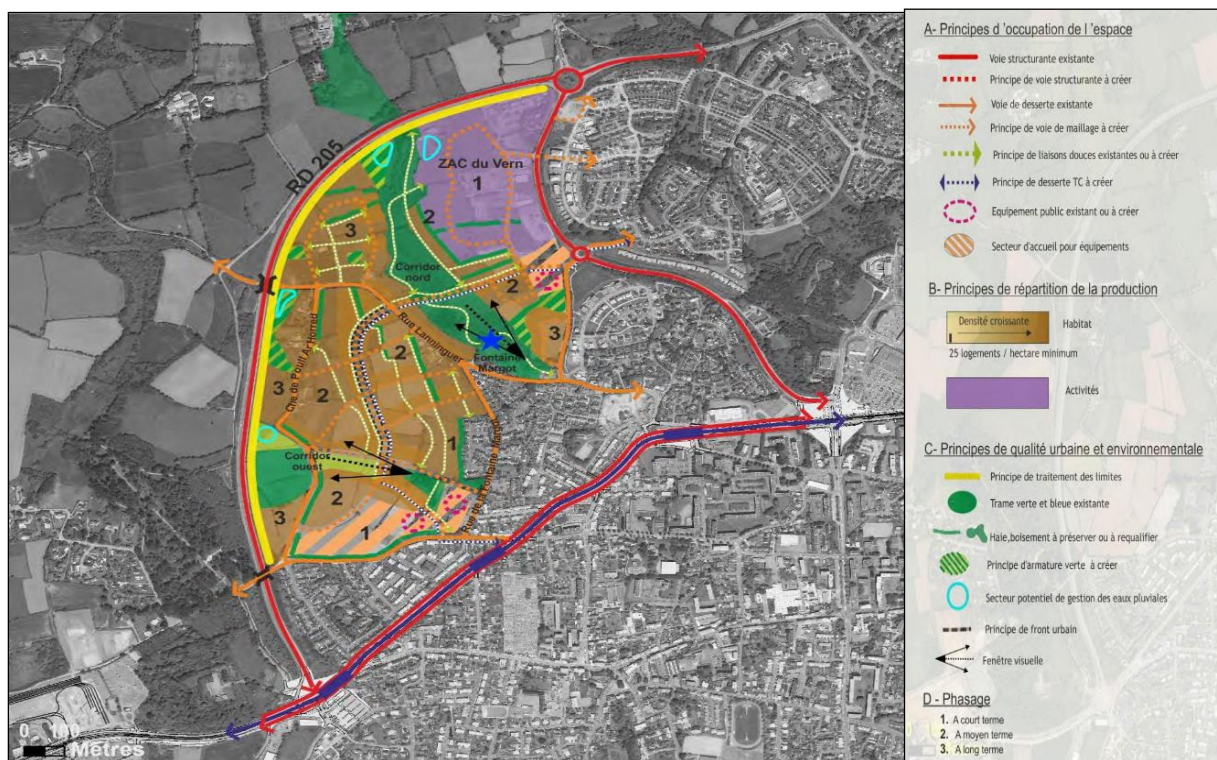 RD 205
ZAC du Vern
1
2
3
Corridor
nord
2
Rue Lanninguer
3
Fontaine
Margot
Che de Poull Ar Horred
2
3
2
1
Corridor
ouest
2
Rue de la Fontaine Margot
3
1
0 100
Mètres
A- Principes d 'occupation de l 'espace
Voie structurante existante
Principe de voie structurante à créer
Voie de desserte existante
Principe de voie de maillage à créer
Principe de liaisons douces existantes ou à créer
Principe de desserte TC à créer
Equipement public existant ou à créer
Secteur d'accueil pour équipements
B- Principes de répartition de la production
Densité croissante
Habitat
25 logements / hectare minimum
Activités
C- Principes de qualité urbaine et environnementale
Principe de traitement des limites
Trame verte et bleue existante
Haie,boisement à préserver ou à requalifier
Principe d'armature verte à créer
Secteur potentiel de gestion des eaux pluviales
Principe de front urbain
Fenêtre visuelle
D - Phasage
1. A court terme
2. A moyen terme
3. A long terme